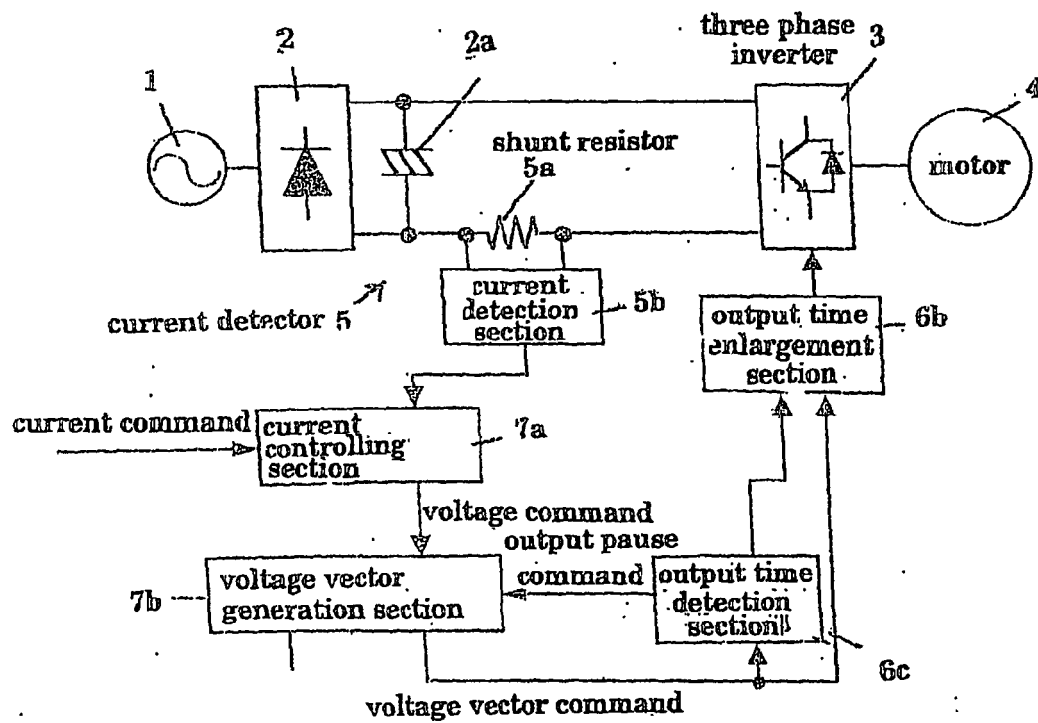 three phase
inverter
1
2
2a
3
4
shunt resistor
5a
motor
current
detection
section
5b
current detector 5
output time
enlargement
section
6b
current command
current
controlling
section
7a
voltage command
output pause
command
7b
voltage vector
generation section
output time
detection
section
6c
voltage vector command